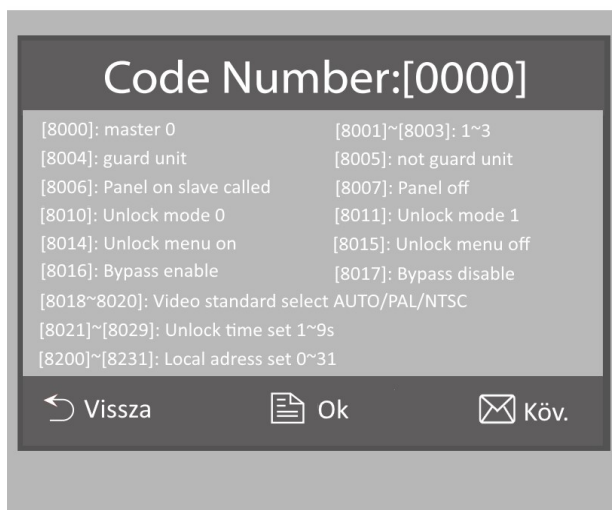 Code Number:[0000]
[8000]: master 0 [8001]~[8003]: 1~3
[8004]: guard unit [8005]: not guard unit
[8006]: Panel on slave called [8007]: Panel off
[8010]: Unlock mode 0 [8011]: Unlock mode 1
[8014]: Unlock menu on [8015]: Unlock menu off
[8016]: Bypass enable [8017]: Bypass disable
[8018~8020]: Video standard select AUTO/PAL/NTSC
[8021]~[8029]: Unlock time set 1~9s
[8200]~[8231]: Local adress set 0~31
Vissza Ok Köv.